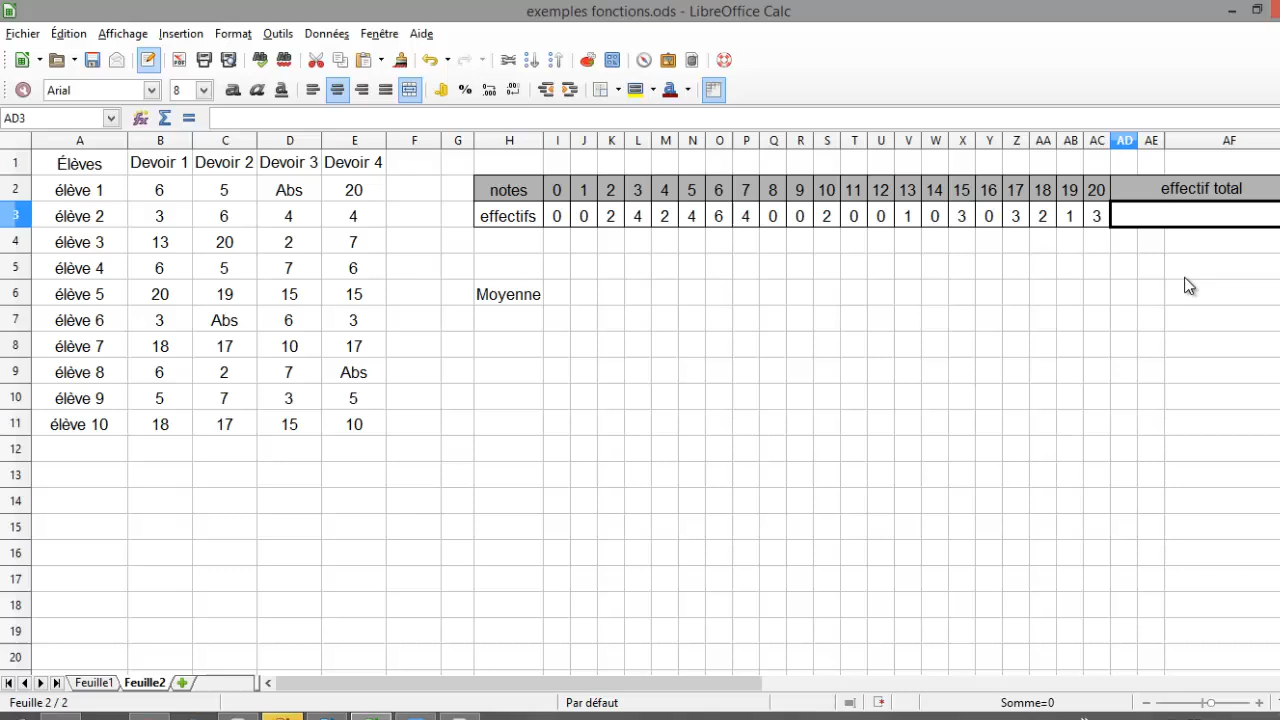 exemples fonctions.ods - LibreOffice Calc
Fichier Édition Affichage Insertion Format Outils Données Fenêtre Aide
Arial 8
AD3
A B C D E F G H I J K L M N O P Q R S T U V W X Y Z AA AB AC AD AE AF
1 Élèves Devoir 1 Devoir 2 Devoir 3 Devoir 4
2 élève 1 6 5 Abs 20 notes 0 1 2 3 4 5 6 7 8 9 10 11 12 13 14 15 16 17 18 19 20 effectif total
3 élève 2 3 6 4 4 effectifs 0 0 2 4 2 4 6 4 0 0 2 0 0 1 0 3 0 3 2 1 3
4 élève 3 13 20 2 7
5 élève 4 6 5 7 6
6 élève 5 20 19 15 15 Moyenne
7 élève 6 3 Abs 6 3
8 élève 7 18 17 10 17
9 élève 8 6 2 7 Abs
10 élève 9 5 7 3 5
11 élève 10 18 17 15 10
12
13
14
15
16
17
18
19
20
Feuille1 Feuille2
Feuille 2 / 2 Par défaut Somme=0